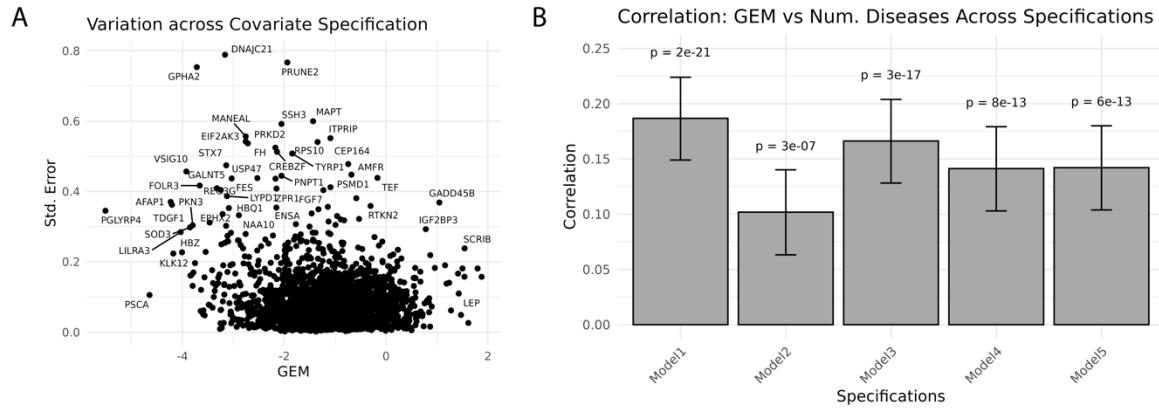 A
Variation across Covariate Specification
Std. Error
0.8
0.6
0.4
0.2
0.0
DNAJC21
GPHA2
PRUNE2
SSH3
MAPT
MANEAL
EIF2AK3
PRKD2
ITPRIP
STX7
FH
RPS10
CEP164
VSIG10
CREBZF
TYRP1
AMFR
GALNT5
USP47
FOLR3
REG3G
FES
PNPT1
PSMD1
TEF
AFAP1
PKN3
LYPD1
ZPR1
FGF7
GADD45B
PGLYRP4
TDGF1
EPHX2
HBQ1
ENSA
RTKN2
SOD3
NAA10
IGF2BP3
LILRA3
HBZ
SCRIB
KLK12
PSCA
LEP
-4
-2
0
2
GEM
B
Correlation: GEM vs Num. Diseases Across Specifications
Correlation
0.25
0.20
0.15
0.10
0.05
0.00
p = 2e-21
p = 3e-07
p = 3e-17
p = 8e-13
p = 6e-13
Model1
Model2
Model3
Model4
Model5
Specifications